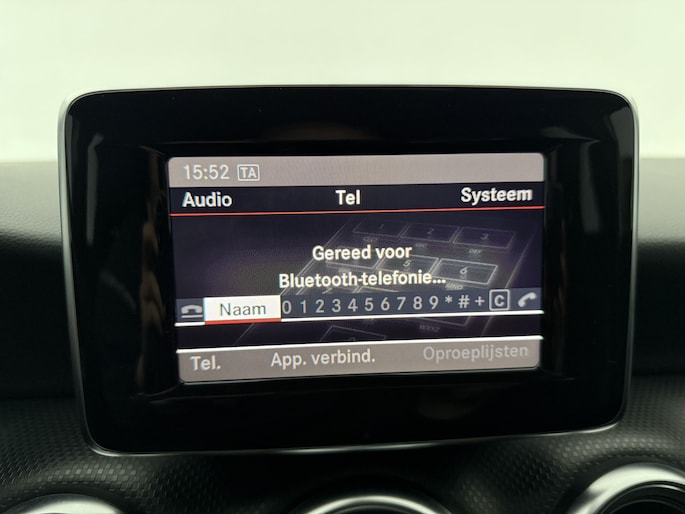 15:52 TA
Audio Tel Systeem
Gereed voor
Bluetooth-telefonie...
Naam 0 1 2 3 4 5 6 7 8 9 * # + C
Tel. App. verbind. Oproeplijsten